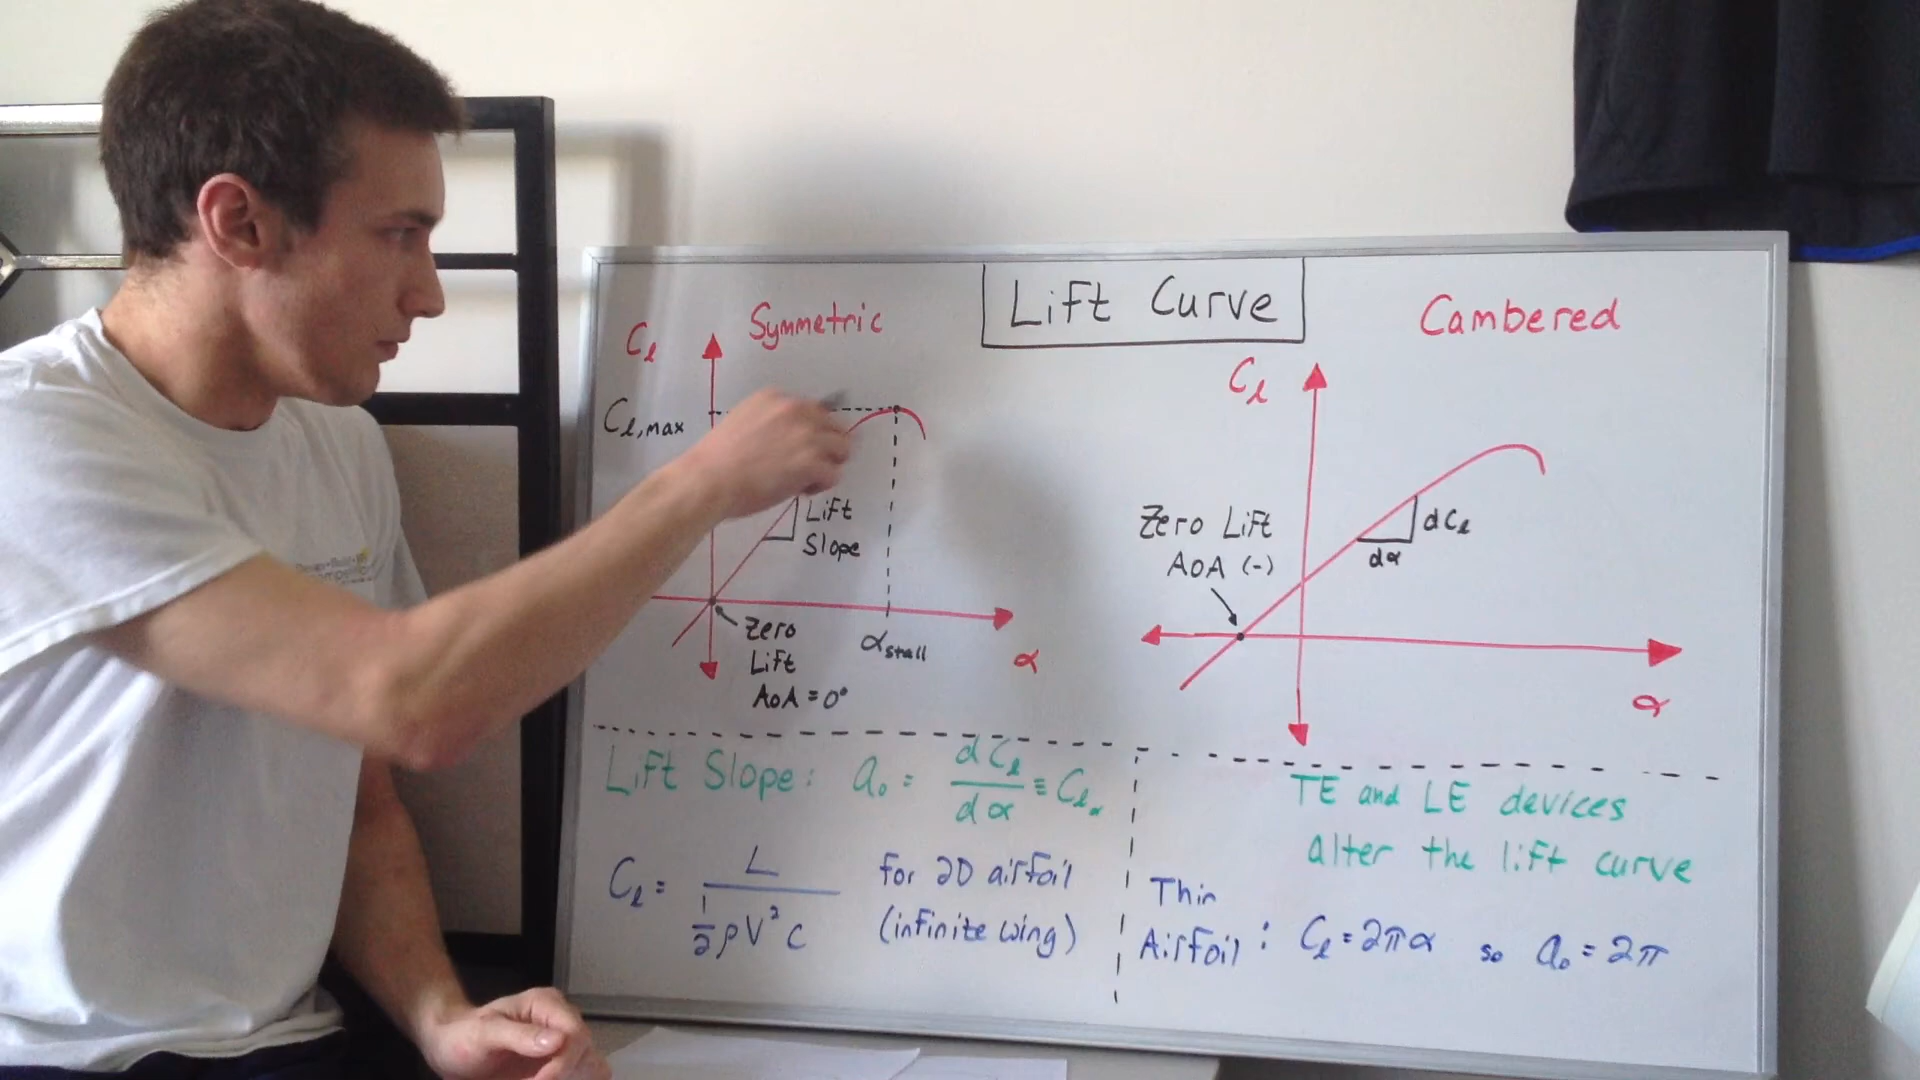 Lift Curve
Symmetric
Cₗ
Cₗ,max
Lift
Slope
Zero
Lift
AoA = 0°
αstall
α
Cambered
Cₗ
Zero Lift
AoA (-)
dCₗ
dα
α
Lift Slope: a₀ = dCₗ/dα ≡ Cₗα
Cₗ = L / ½ρV²c
for 2D airfoil
(infinite wing)
TE and LE devices
alter the lift curve
Thin
Airfoil: Cₗ = 2πα so a₀ = 2π